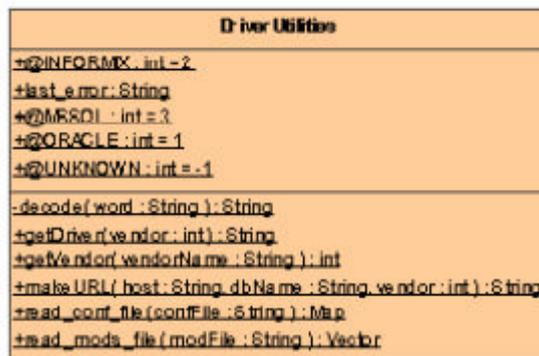 Driver Utilities
+@INFORMIX : int = 2
+last_error : String
+@MSSQL : int = 3
+@ORACLE : int = 1
+@UNKNOWN : int = -1
-decode( word : String ) : String
+getDriver( vendor : int ) : String
+getVendor( vendorName : String ) : int
+makeURL( host : String, dbName : String, vendor : int ) : String
+read_conf_file( confFile : String ) : Map
+read_mods_file( modFile : String ) : Vector